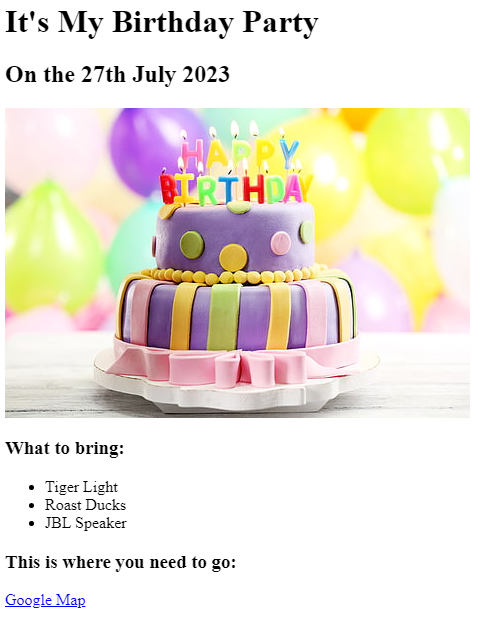 It's My Birthday Party
On the 27th July 2023
HAPPY
BIRTHDAY
What to bring:
Tiger Light
Roast Ducks
JBL Speaker
This is where you need to go:
Google Map